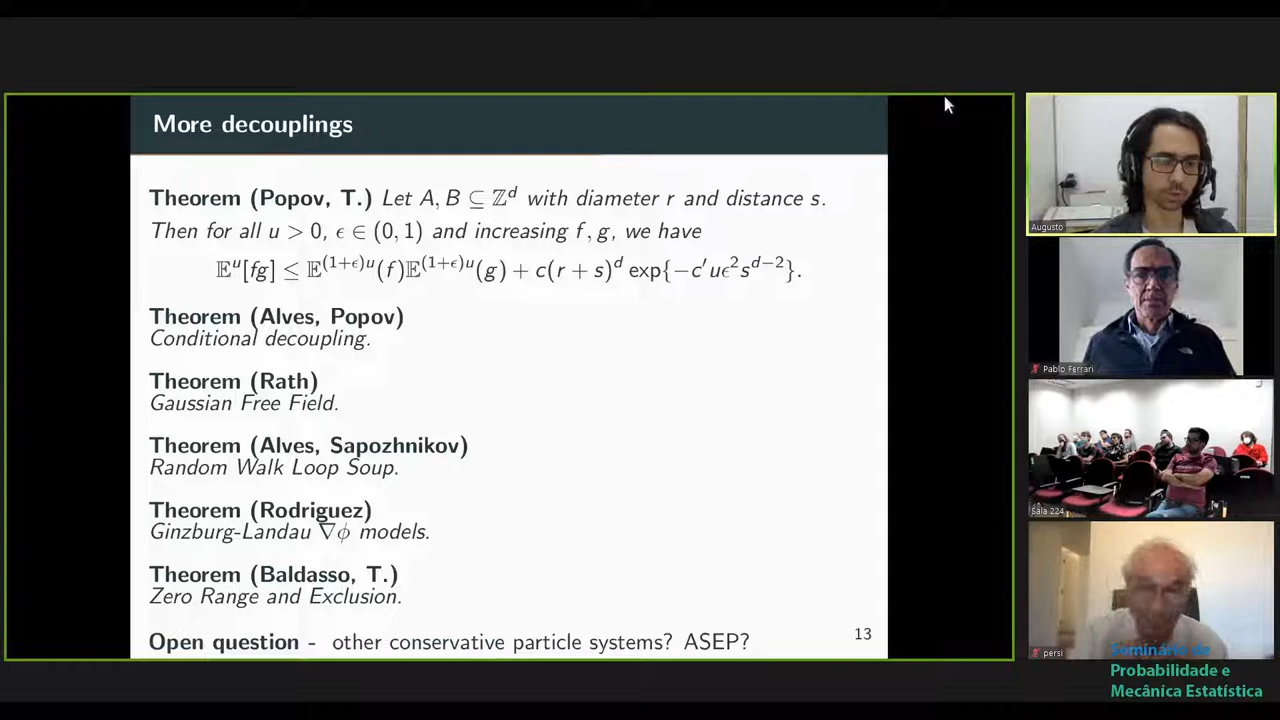 More decouplings
Theorem (Popov, T.) Let A, B ⊆ ℤ^d with diameter r and distance s.
Then for all u > 0, ϵ ∈ (0, 1) and increasing f, g, we have
𝔼^u[fg] ≤ 𝔼^{(1+ϵ)u}(f)𝔼^{(1+ϵ)u}(g) + c(r + s)^d exp{−c′uϵ^2s^{d−2}}.
Theorem (Alves, Popov)
Conditional decoupling.
Theorem (Rath)
Gaussian Free Field.
Theorem (Alves, Sapozhnikov)
Random Walk Loop Soup.
Theorem (Rodriguez)
Ginzburg-Landau ∇ϕ models.
Theorem (Baldasso, T.)
Zero Range and Exclusion.
Open question - other conservative particle systems? ASEP?
13
Augusto
Pablo Ferrari
Sala 224
persi
Seminário de
Probabilidade e
Mecânica Estatística